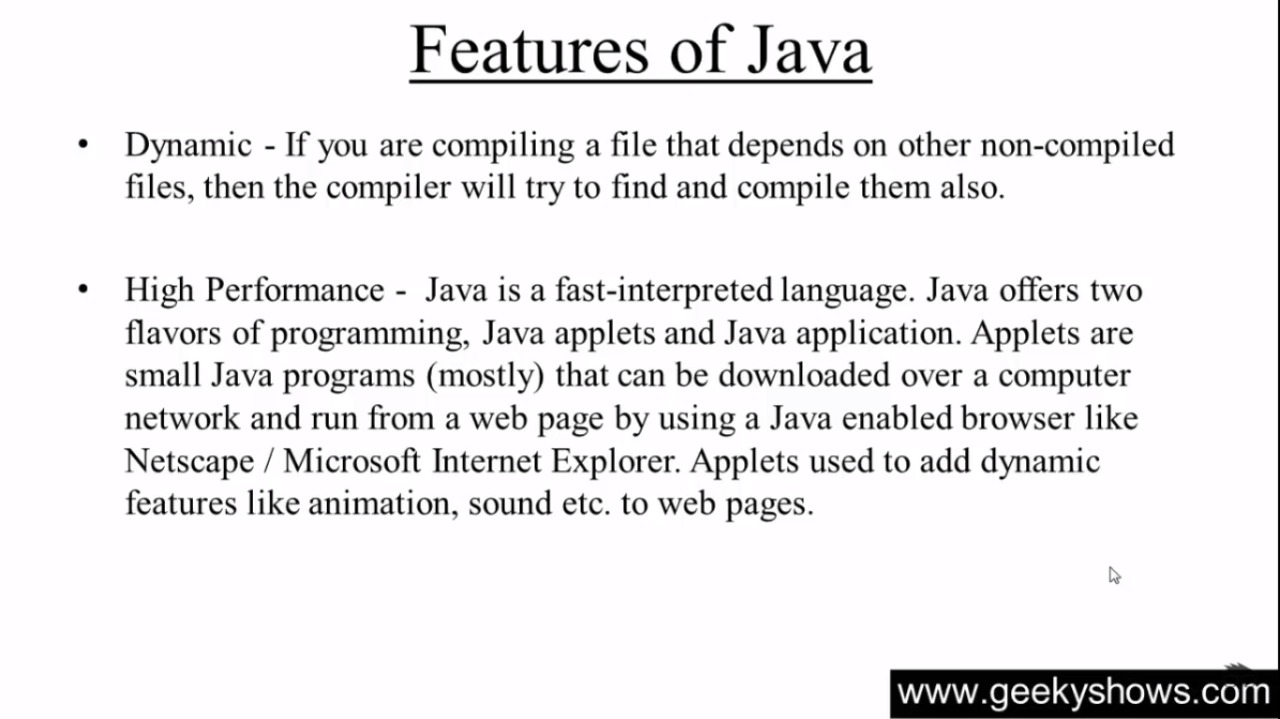 Features of Java
• Dynamic - If you are compiling a file that depends on other non-compiled
files, then the compiler will try to find and compile them also.
• High Performance - Java is a fast-interpreted language. Java offers two
flavors of programming, Java applets and Java application. Applets are
small Java programs (mostly) that can be downloaded over a computer
network and run from a web page by using a Java enabled browser like
Netscape / Microsoft Internet Explorer. Applets used to add dynamic
features like animation, sound etc. to web pages.
www.geekyshows.com